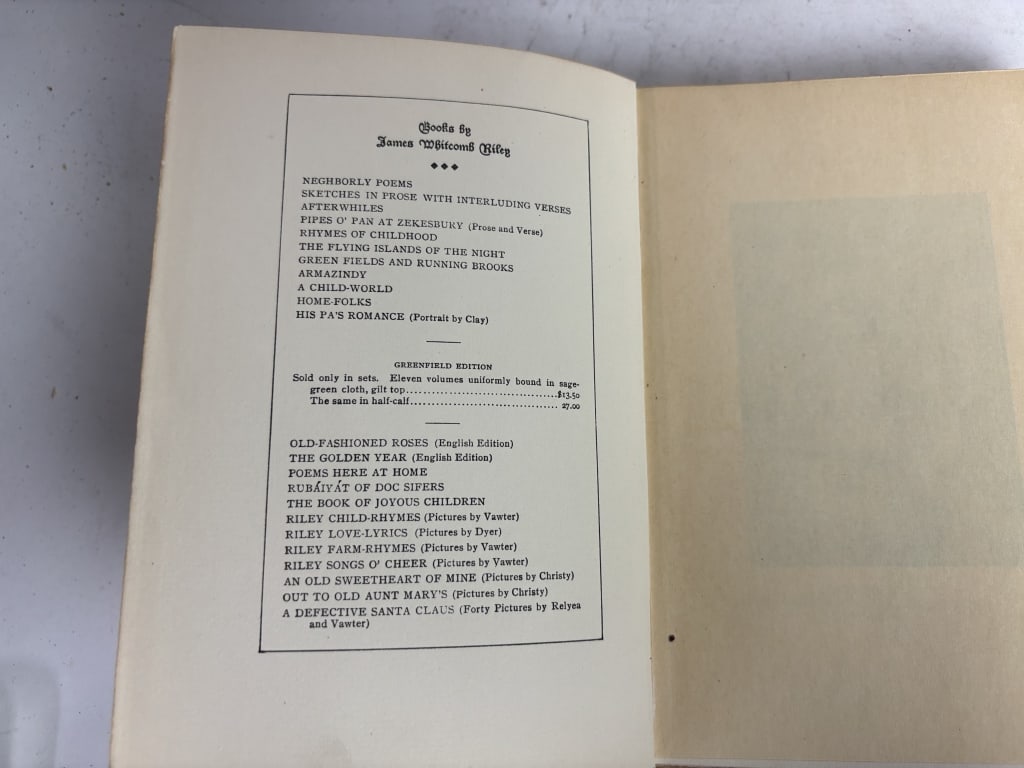 Books by
James Whitcomb Riley
NEGHBORLY POEMS
SKETCHES IN PROSE WITH INTERLUDING VERSES
AFTERWHILES
PIPES O' PAN AT ZEKESBURY (Prose and Verse)
RHYMES OF CHILDHOOD
THE FLYING ISLANDS OF THE NIGHT
GREEN FIELDS AND RUNNING BROOKS
ARMAZINDY
A CHILD-WORLD
HOME-FOLKS
HIS PA'S ROMANCE (Portrait by Clay)
GREENFIELD EDITION
Sold only in sets. Eleven volumes uniformly bound in sage-
green cloth, gilt top........................................$13.50
The same in half-calf........................................ 27.00
OLD-FASHIONED ROSES (English Edition)
THE GOLDEN YEAR (English Edition)
POEMS HERE AT HOME
RUBÁIYÁT OF DOC SIFERS
THE BOOK OF JOYOUS CHILDREN
RILEY CHILD-RHYMES (Pictures by Vawter)
RILEY LOVE-LYRICS (Pictures by Dyer)
RILEY FARM-RHYMES (Pictures by Vawter)
RILEY SONGS O' CHEER (Pictures by Vawter)
AN OLD SWEETHEART OF MINE (Pictures by Christy)
OUT TO OLD AUNT MARY'S (Pictures by Christy)
A DEFECTIVE SANTA CLAUS (Forty Pictures by Relyea
and Vawter)